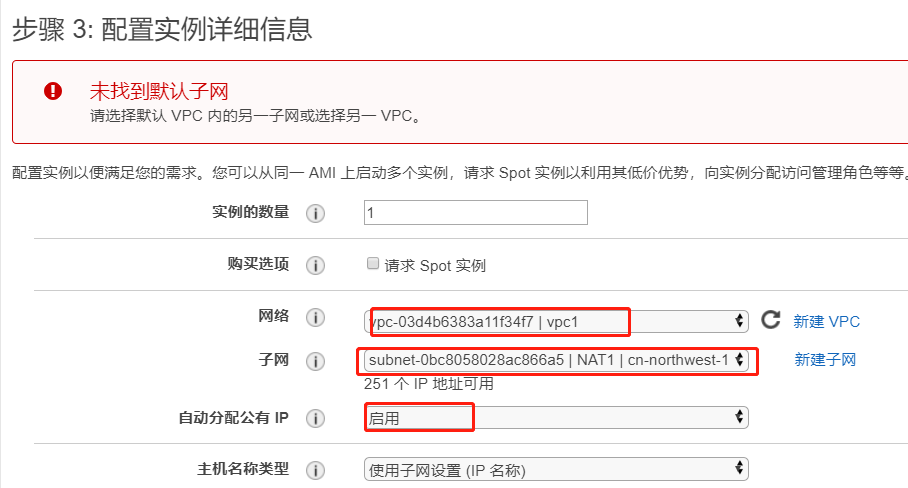 步骤 3: 配置实例详细信息
未找到默认子网
请选择默认 VPC 内的另一子网或选择另一 VPC。
配置实例以便满足您的需求。您可以从同一 AMI 上启动多个实例，请求 Spot 实例以利用其低价优势，向实例分配访问管理角色等等。
实例的数量 1
购买选项 请求 Spot 实例
网络 vpc-03d4b6383a11f34f7 | vpc1 新建 VPC
子网 subnet-0bc8058028ac866a5 | NAT1 | cn-northwest-1 新建子网
251 个 IP 地址可用
自动分配公有 IP 启用
主机名称类型 使用子网设置 (IP 名称)